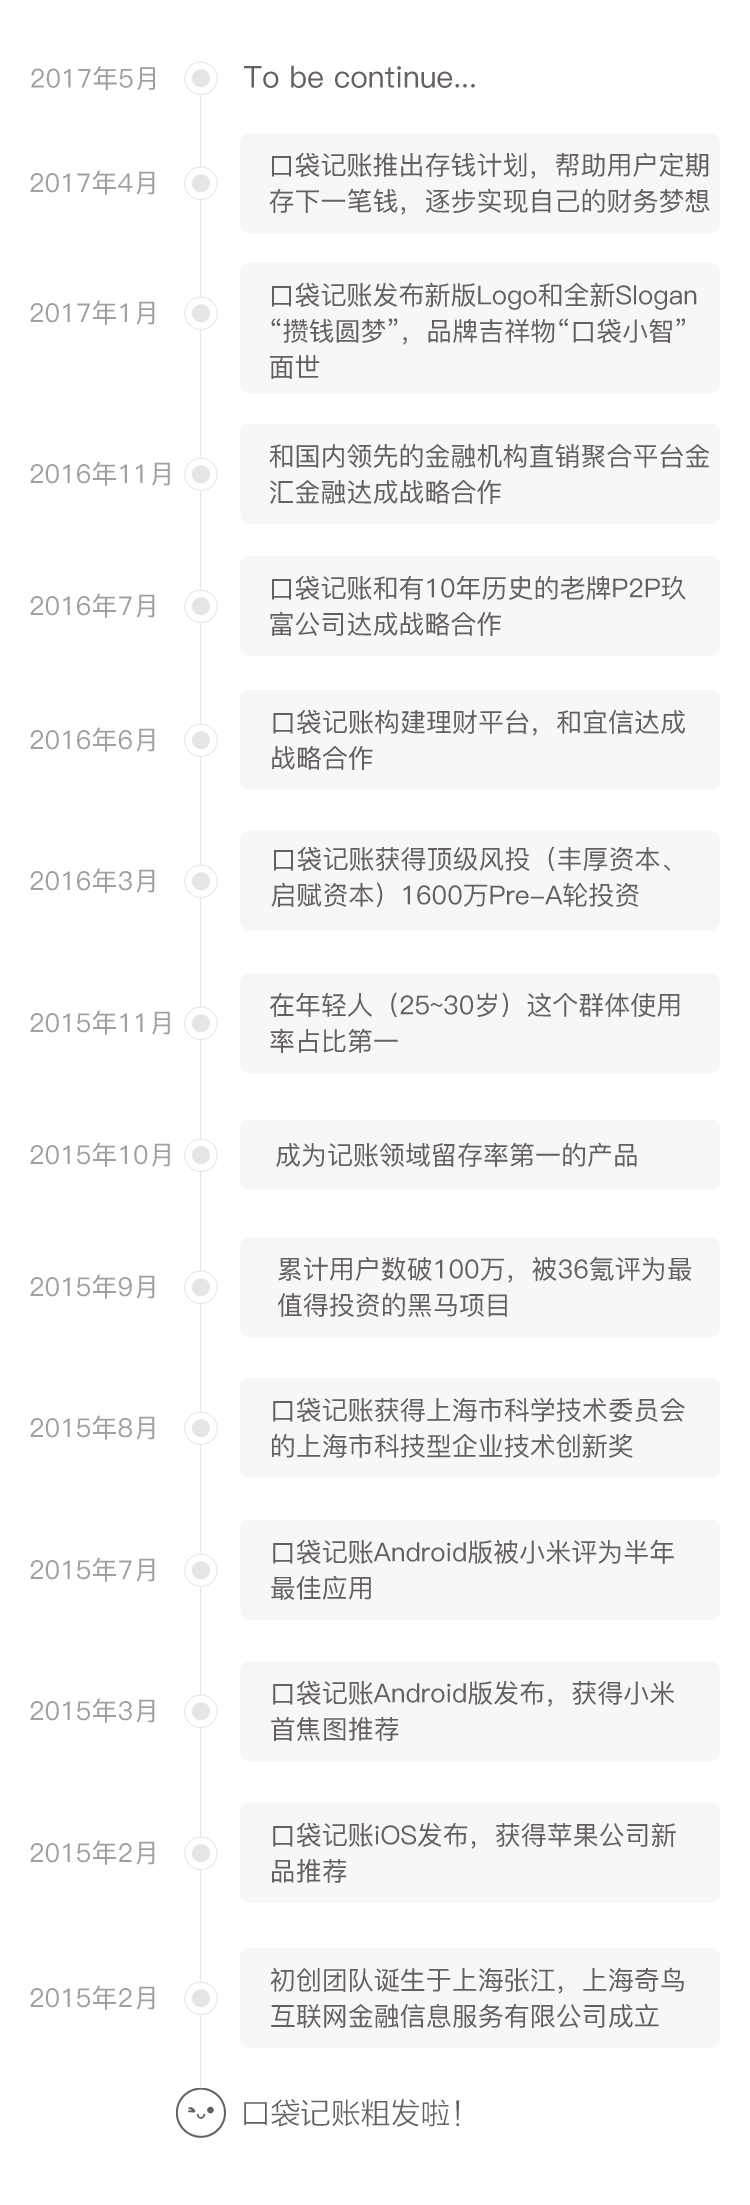 2017年5月
To be continue...
2017年4月
口袋记账推出存钱计划，帮助用户定期
存下一笔钱，逐步实现自己的财务梦想
2017年1月
口袋记账发布新版Logo和全新Slogan
“攒钱圆梦”，品牌吉祥物“口袋小智”
面世
2016年11月
和国内领先的金融机构直销聚合平台金
汇金融达成战略合作
2016年7月
口袋记账和有10年历史的老牌P2P玖
富公司达成战略合作
2016年6月
口袋记账构建理财平台，和宜信达成
战略合作
2016年3月
口袋记账获得顶级风投（丰厚资本、
启赋资本）1600万Pre-A轮投资
2015年11月
在年轻人（25~30岁）这个群体使用
率占比第一
2015年10月
成为记账领域留存率第一的产品
2015年9月
累计用户数破100万，被36氪评为最
值得投资的黑马项目
2015年8月
口袋记账获得上海市科学技术委员会
的上海市科技型企业技术创新奖
2015年7月
口袋记账Android版被小米评为半年
最佳应用
2015年3月
口袋记账Android版发布，获得小米
首焦图推荐
2015年2月
口袋记账iOS发布，获得苹果公司新
品推荐
2015年2月
初创团队诞生于上海张江，上海奇鸟
互联网金融信息服务有限公司成立
口袋记账粗发啦！